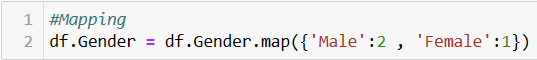 1 #Mapping
2 df.Gender = df.Gender.map({'Male':2 , 'Female':1})